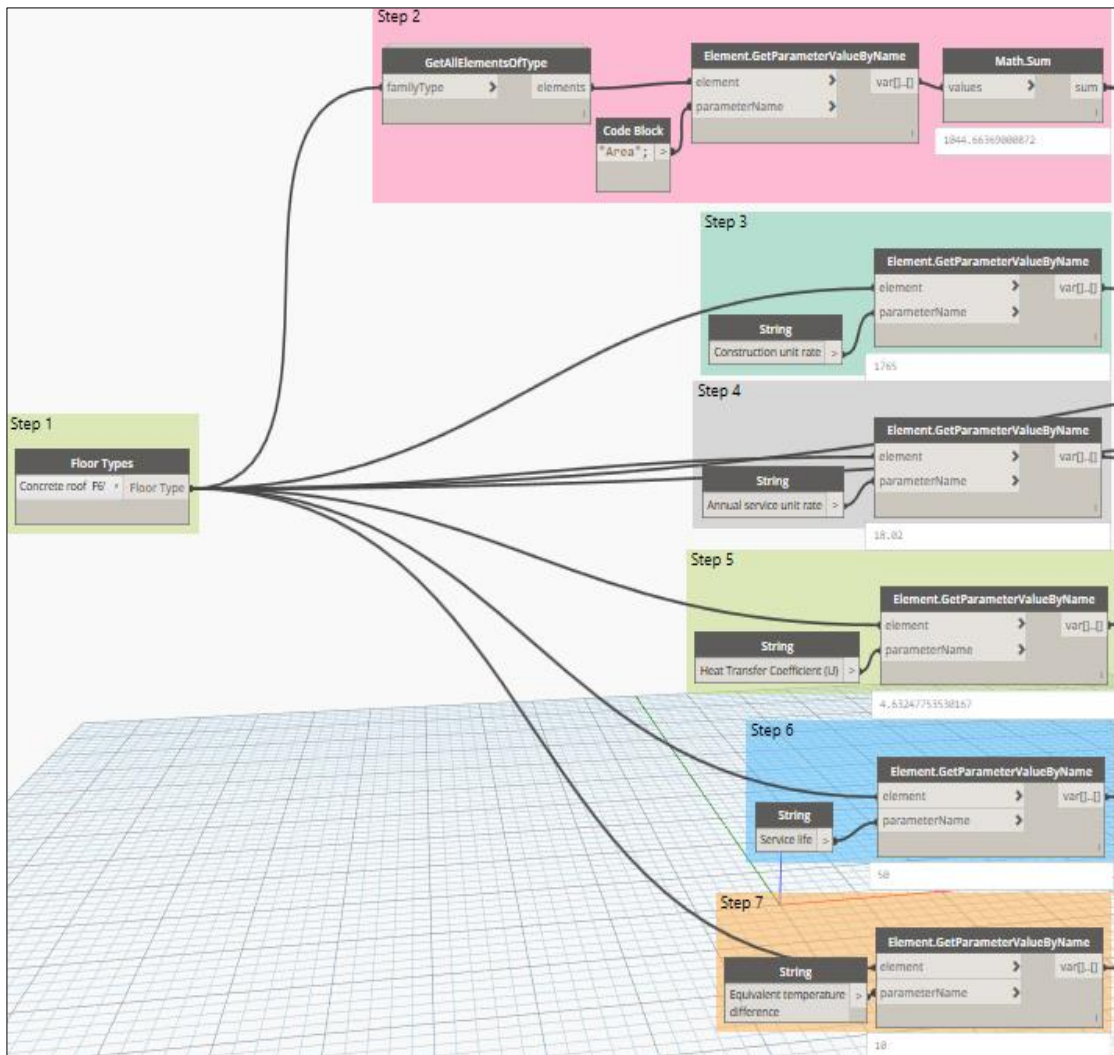 Step 2
GetAllElementsOfType
familyType > elements
Element.GetParameterValueByName
element > var[]..[]
parameterName >
Code Block
"Area"; >
Math.Sum
values > sum
1044.66369000072
Step 3
Element.GetParameterValueByName
element > var[]..[]
parameterName >
String
Construction unit rate >
1765
Step 4
Element.GetParameterValueByName
element > var[]..[]
parameterName >
String
Annual service unit rate >
18.02
Step 1
Floor Types
Concrete roof Floor Type
Step 5
Element.GetParameterValueByName
element > var[]..[]
parameterName >
String
Heat Transfer Coefficient (U) >
4.63247753530167
Step 6
Element.GetParameterValueByName
element > var[]..[]
parameterName >
String
Service life >
50
Step 7
Element.GetParameterValueByName
element > var[]..[]
parameterName >
String
Equivalent temperature >
difference
10